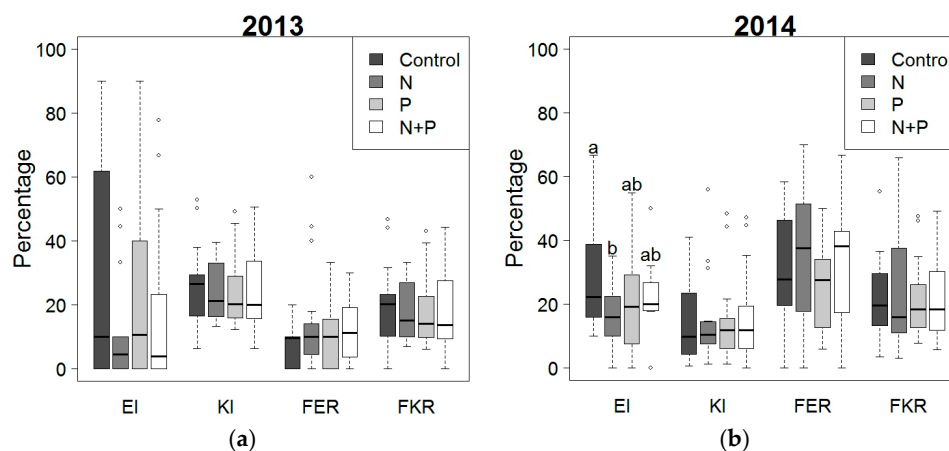 2013
Percentage
100
80
60
40
20
0
Control
N
P
N+P
EI
KI
FER
FKR
(a)
2014
Percentage
100
80
60
40
20
0
Contro
N
P
N+P
a
b
ab
ab
EI
KI
FER
FKR
(b)